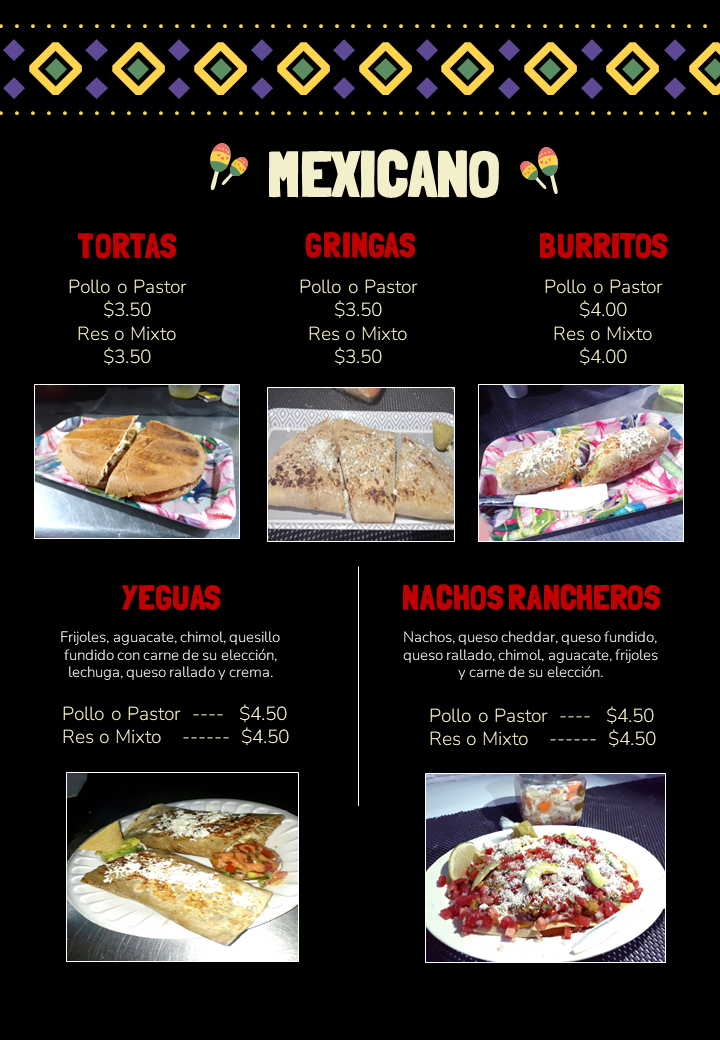 MEXICANO
TORTAS
Pollo o Pastor
$3.50
Res o Mixto
$3.50
GRINGAS
Pollo o Pastor
$3.50
Res o Mixto
$3.50
BURRITOS
Pollo o Pastor
$4.00
Res o Mixto
$4.00
YEGUAS
Frijoles, aguacate, chimol, quesillo
fundido con carne de su elección,
lechuga, queso rallado y crema.
Pollo o Pastor ---- $4.50
Res o Mixto ------ $4.50
NACHOS RANCHEROS
Nachos, queso cheddar, queso fundido,
queso rallado, chimol, aguacate, frijoles
y carne de su elección.
Pollo o Pastor ---- $4.50
Res o Mixto ------ $4.50